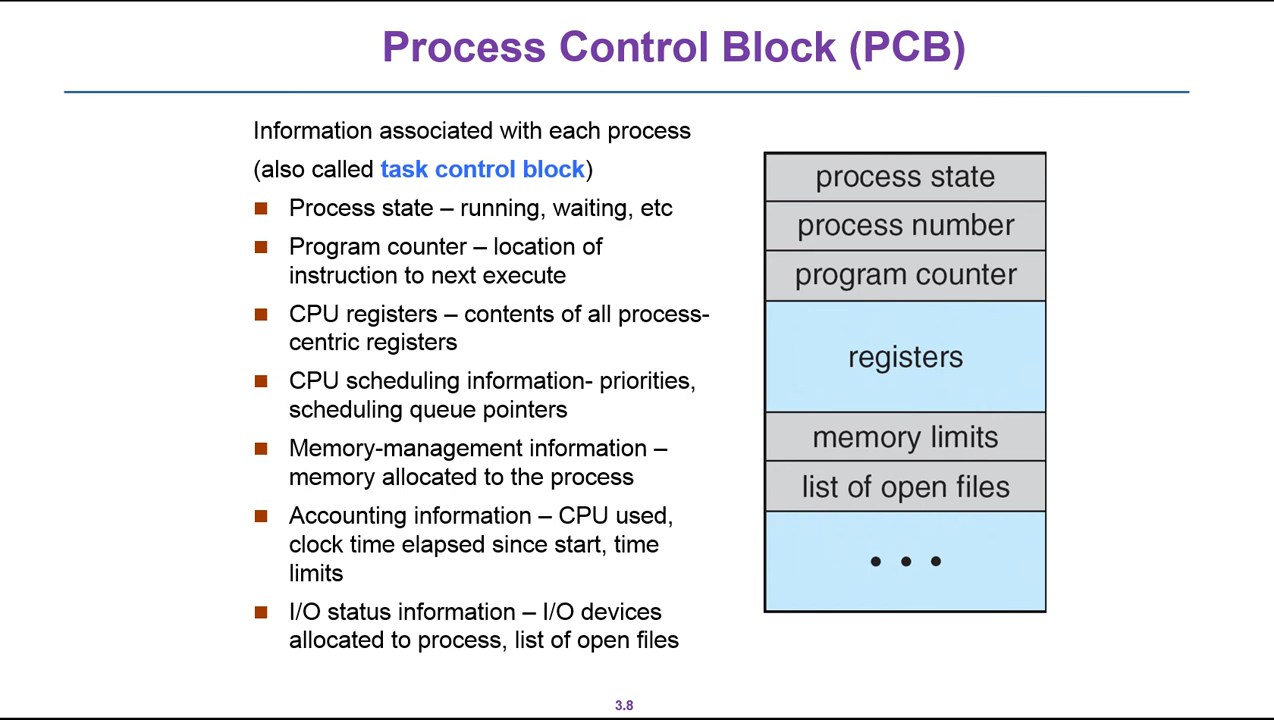 Process Control Block (PCB)
Information associated with each process
(also called task control block)
Process state – running, waiting, etc
Program counter – location of
instruction to next execute
CPU registers – contents of all process-
centric registers
CPU scheduling information- priorities,
scheduling queue pointers
Memory-management information –
memory allocated to the process
Accounting information – CPU used,
clock time elapsed since start, time
limits
I/O status information – I/O devices
allocated to process, list of open files
process state
process number
program counter
registers
memory limits
list of open files
• • •
3.8